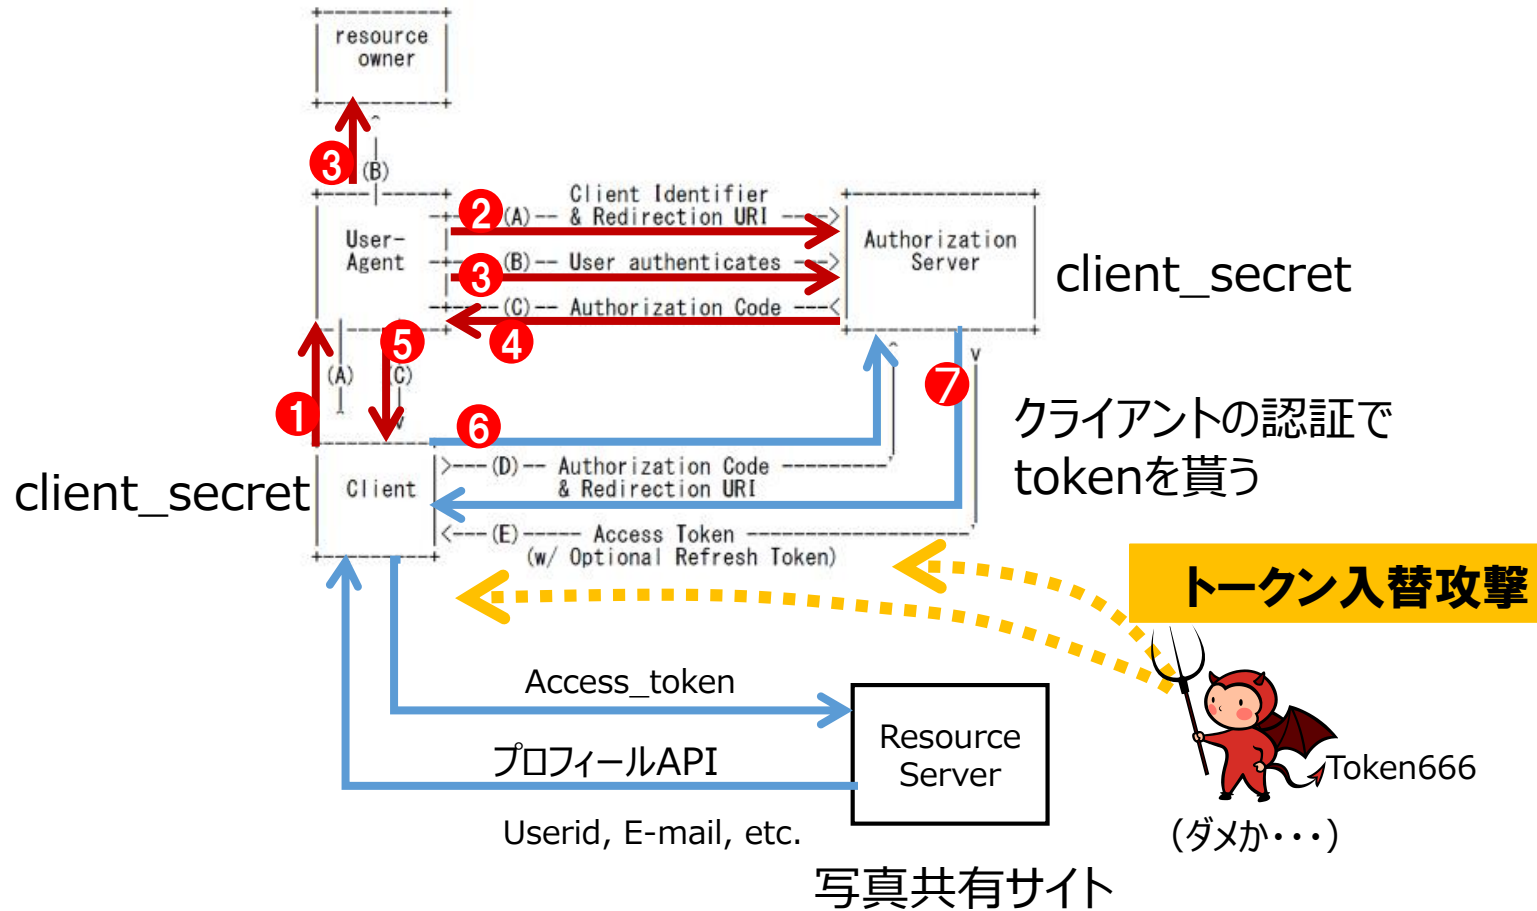 resource
owner
3
(B)
Client Identifier
2 (A)-- & Redirection URI ---->
User-
Agent
Authorization
Server
3 (B)-- User authenticates --->
client_secret
(C)-- Authorization Code ---<
4
5
(A)
(C)
1
7
6
クライアントの認証で
tokenを貰う
client_secret
Client
>---(D)-- Authorization Code ---------'
& Redirection URI
<---(E)----- Access Token -------------------'
(w/ Optional Refresh Token)
トークン入替攻撃
Access_token
Resource
Server
プロフィールAPI
Token666
Userid, E-mail, etc.
(ダメか・・・)
写真共有サイト